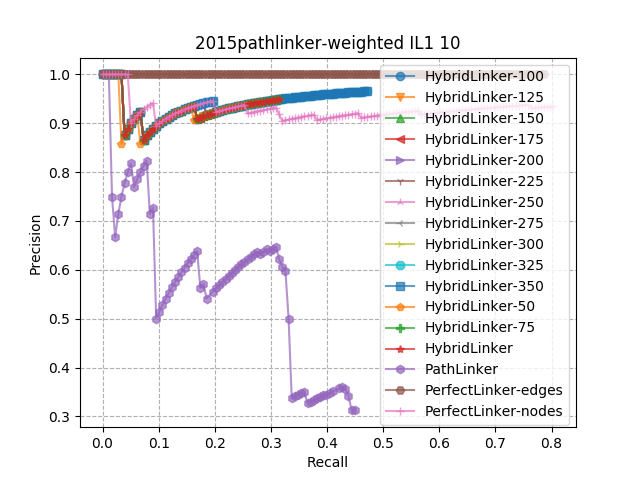 2015pathlinker-weighted IL1 10
1.0
0.9
0.8
0.7
0.6
0.5
0.4
0.3
Precision
0.0 0.1 0.2 0.3 0.4 0.5 0.6 0.7 0.8
Recall
HybridLinker-100
HybridLinker-125
HybridLinker-150
HybridLinker-175
HybridLinker-200
HybridLinker-225
HybridLinker-250
HybridLinker-275
HybridLinker-300
HybridLinker-325
HybridLinker-350
HybridLinker-50
HybridLinker-75
HybridLinker
PathLinker
PerfectLinker-edges
PerfectLinker-nodes